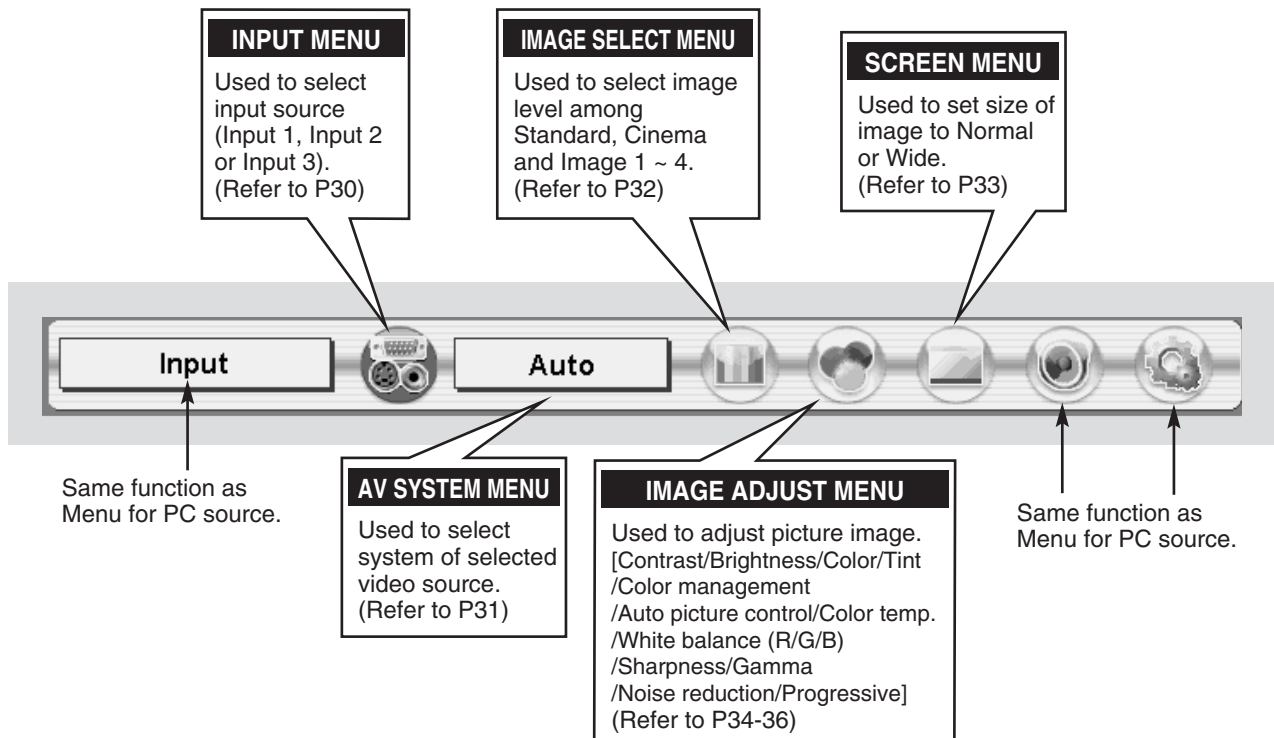 INPUT MENU
Used to select
input source
(Input 1, Input 2
or Input 3).
(Refer to P30)
IMAGE SELECT MENU
Used to select image
level among
Standard, Cinema
and Image 1 ~ 4.
(Refer to P32)
SCREEN MENU
Used to set size of
image to Normal
or Wide.
(Refer to P33)
Input
Auto
Same function as
Menu for PC source.
AV SYSTEM MENU
Used to select
system of selected
video source.
(Refer to P31)
IMAGE ADJUST MENU
Used to adjust picture image.
[Contrast/Brightness/Color/Tint
/Color management
/Auto picture control/Color temp.
/White balance (R/G/B)
/Sharpness/Gamma
/Noise reduction/Progressive]
(Refer to P34-36)
Same function as
Menu for PC source.